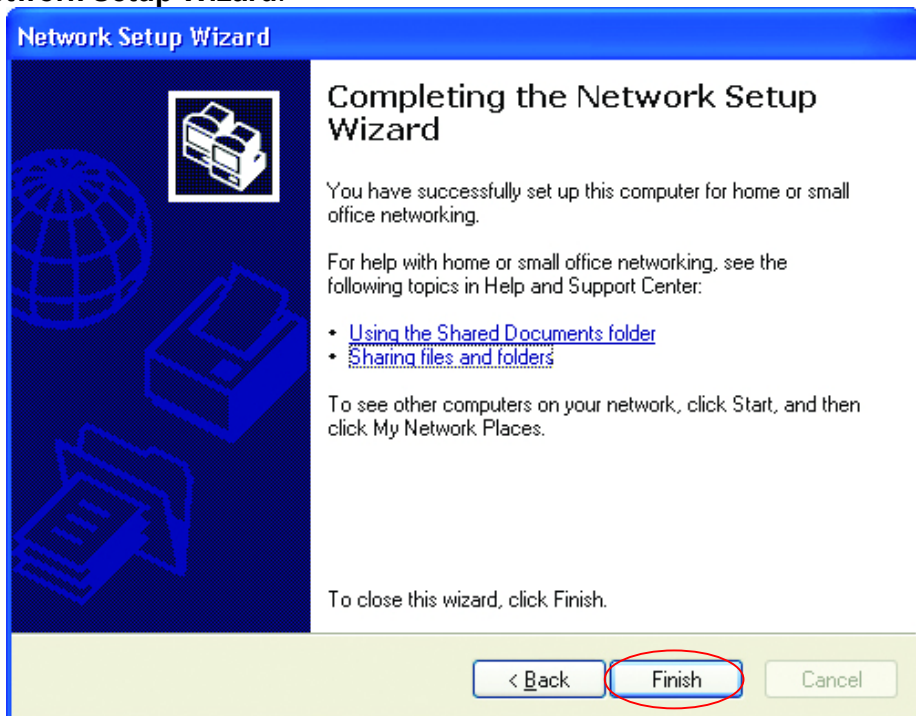 twork Setup Wizard.
Network Setup Wizard
Completing the Network Setup
Wizard
You have successfully set up this computer for home or small
office networking.
For help with home or small office networking, see the
following topics in Help and Support Center:
• Using the Shared Documents folder
• Sharing files and folders
To see other computers on your network, click Start, and then
click My Network Places.
To close this wizard, click Finish.
< Back Finish Cancel